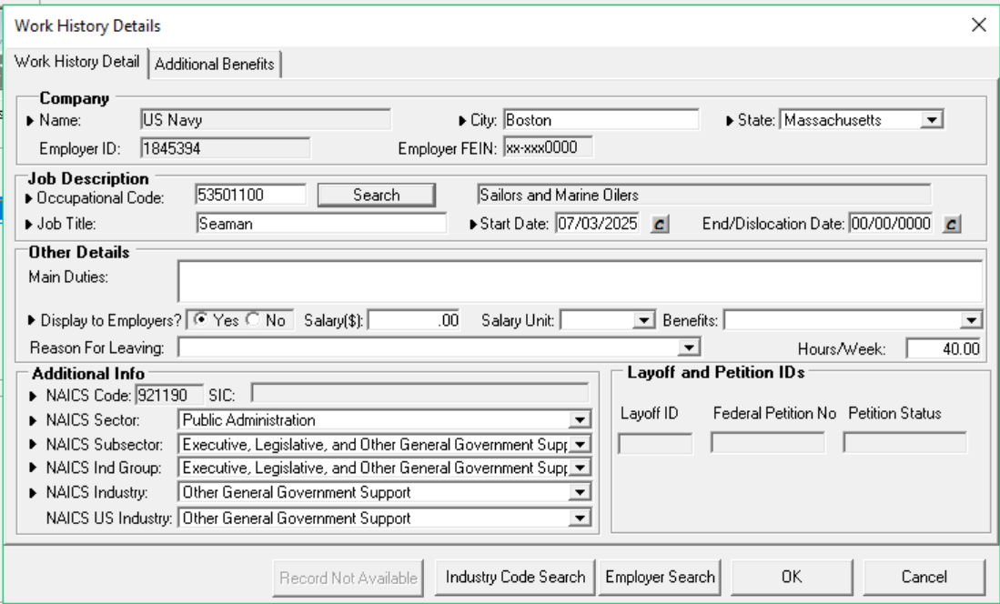 Work History Details
Work History Detail Additional Benefits
Company
Name: US Navy City: Boston State: Massachusetts
Employer ID: 1845394 Employer FEIN: xx-xxx0000
Job Description
Occupational Code: 53501100 Search Sailors and Marine Oilers
Job Title: Seaman Start Date: 07/03/2025 c End/Dislocation Date: 00/00/0000 c
Other Details
Main Duties:
Display to Employers? Yes No Salary($): .00 Salary Unit: Benefits:
Reason For Leaving: Hours/Week: 40.00
Additional Info
NAICS Code: 921190 SIC:
NAICS Sector: Public Administration
NAICS Subsector: Executive, Legislative, and Other General Government Supp
NAICS Ind Group: Executive, Legislative, and Other General Government Supp
NAICS Industry: Other General Government Support
NAICS US Industry: Other General Government Support
Layoff and Petition IDs
Layoff ID Federal Petition No Petition Status
Record Not Available Industry Code Search Employer Search OK Cancel